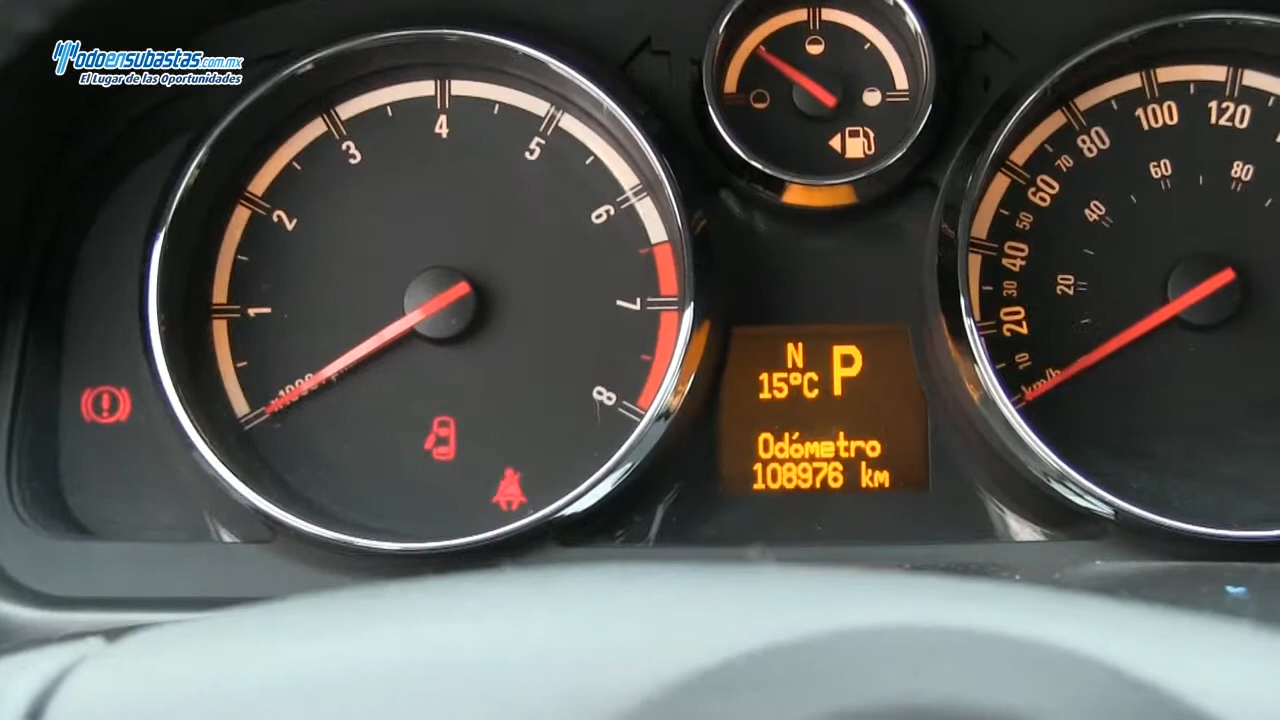 odoensubastas.com.mx
El Lugar de las Oportunidades
1
2
3
4
5
6
7
8
N
15°C
P
Odómetro
108976 km
10
20
30
40
50
60
70
80
100
120
20
40
60
80
km/h